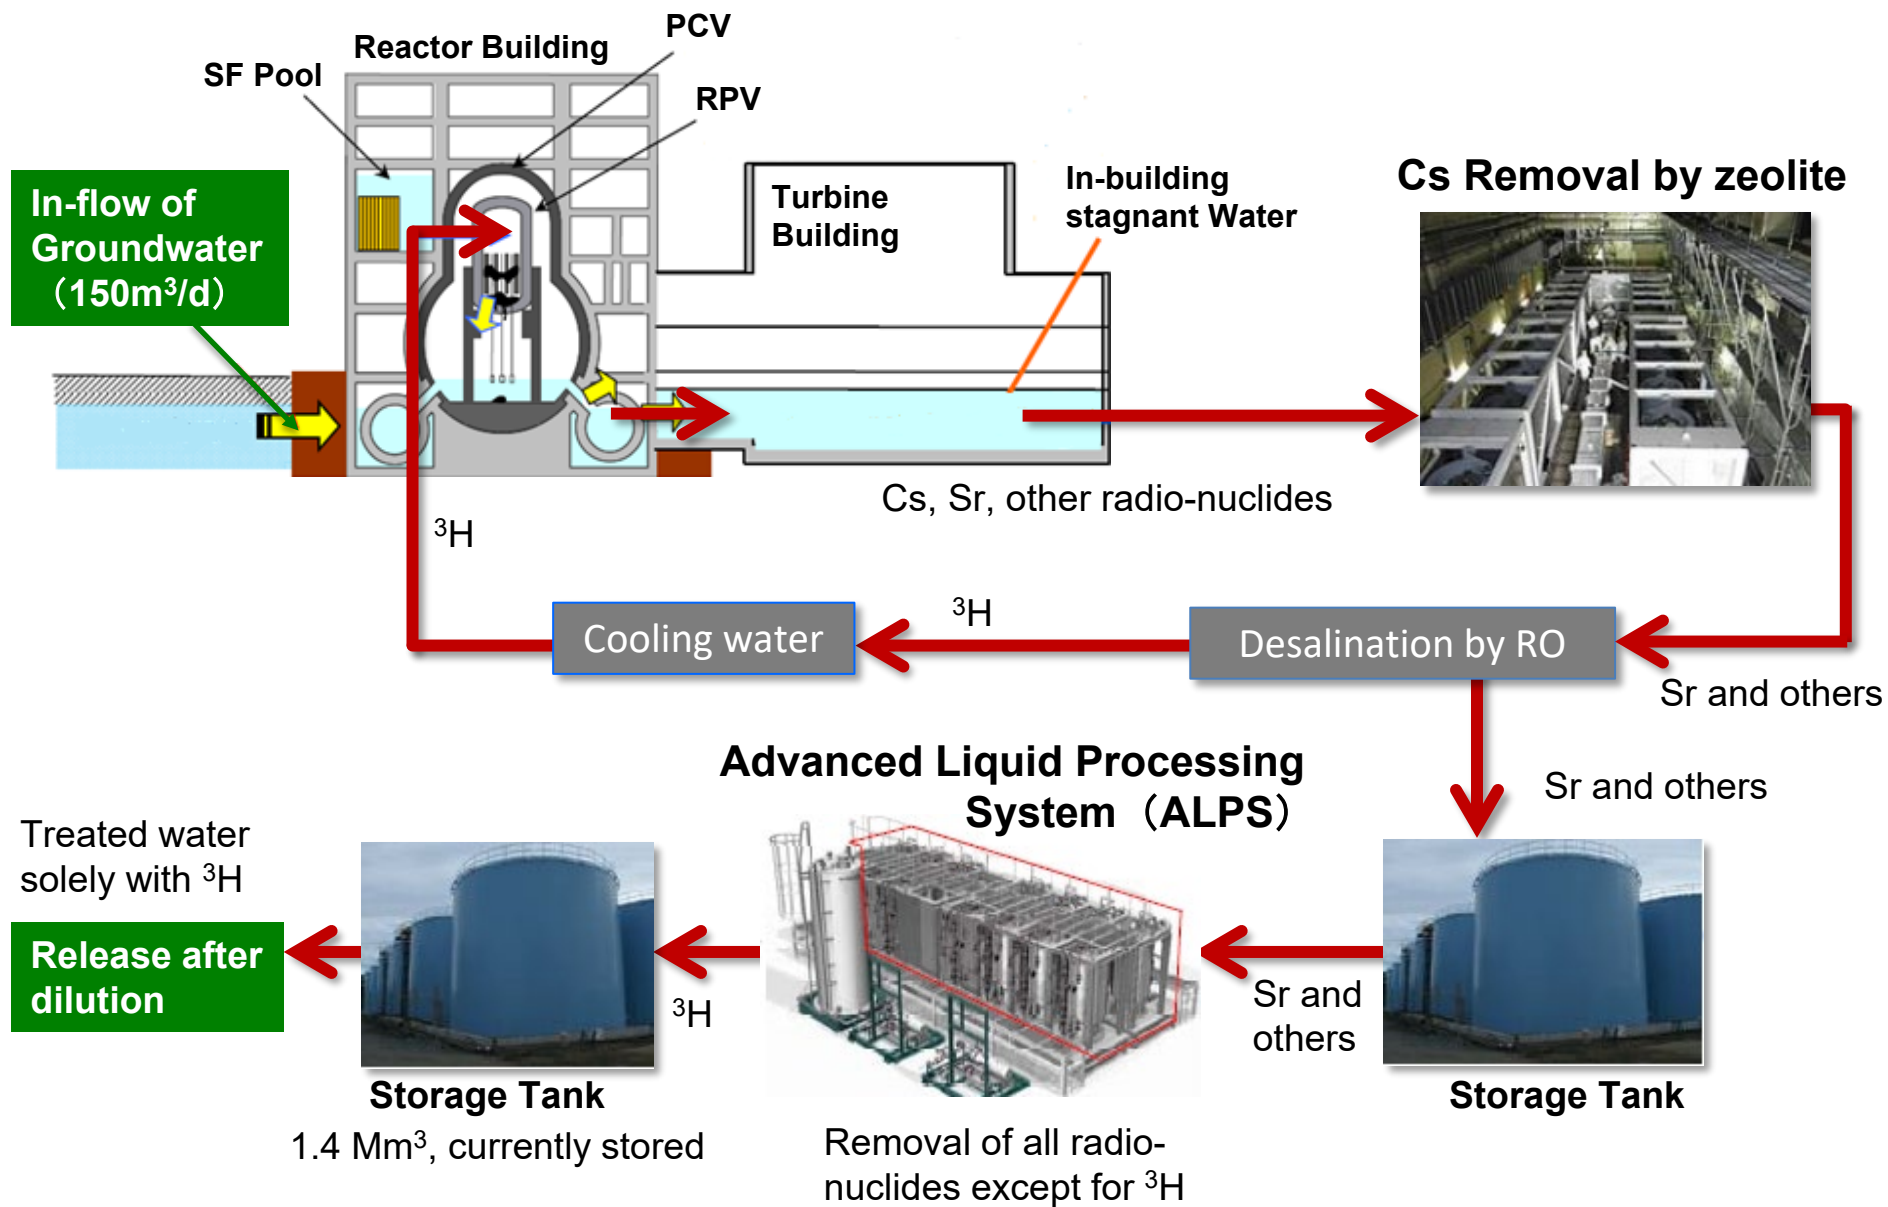 PCV
Reactor Building
SF Pool
RPV
In-flow of
Groundwater
（150m³/d）
Turbine
Building
In-building
stagnant Water
Cs Removal by zeolite
Cs, Sr, other radio-nuclides
³H
Cooling water
³H
Desalination by RO
Sr and others
Sr and others
Advanced Liquid Processing
System（ALPS）
Treated water
solely with ³H
Release after
dilution
³H
Sr and
others
Storage Tank
1.4 Mm³, currently stored
Removal of all radio-
nuclides except for ³H
Storage Tank